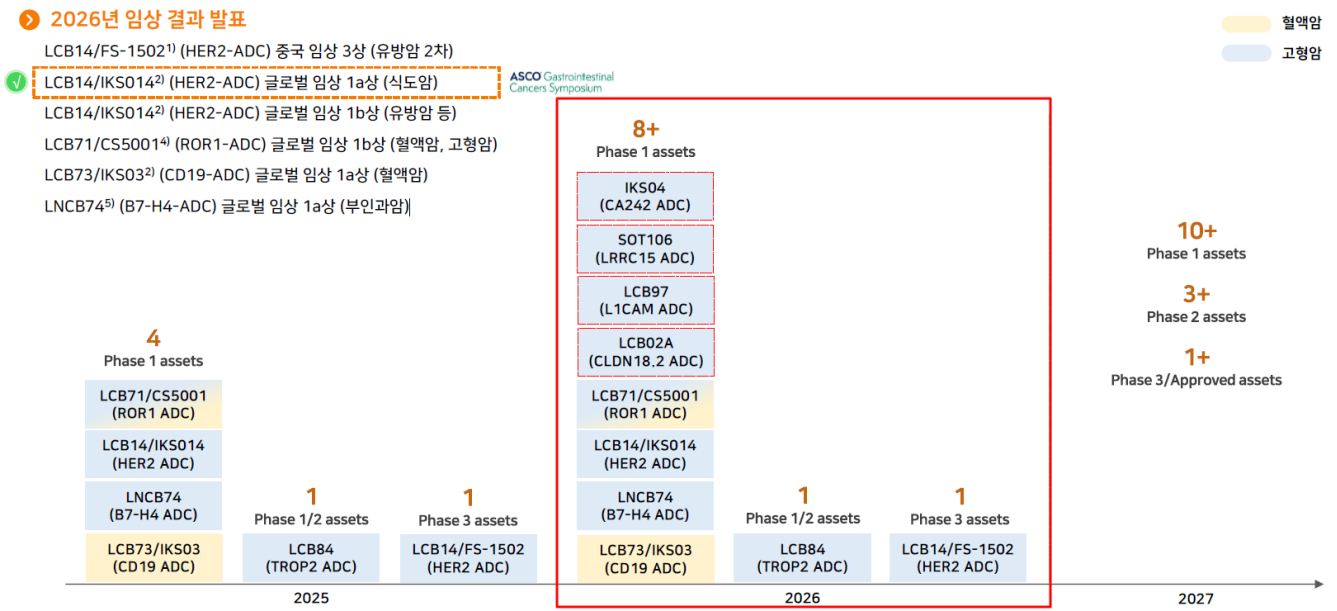 2026년 임상 결과 발표
LCB14/FS-15021) (HER2-ADC) 중국 임상 3상 (유방암 2차)
√ LCB14/IKS0142) (HER2-ADC) 글로벌 임상 1a상 (식도암)
ASCO Gastrointestinal
Cancers Symposium
LCB14/IKS0142) (HER2-ADC) 글로벌 임상 1b상 (유방암 등)
LCB71/CS50014) (ROR1-ADC) 글로벌 임상 1b상 (혈액암, 고형암)
LCB73/IKS032) (CD19-ADC) 글로벌 임상 1a상 (혈액암)
LNCB745) (B7-H4-ADC) 글로벌 임상 1a상 (부인과암)
혈액암
고형암
4
Phase 1 assets
LCB71/CS5001
(ROR1 ADC)
LCB14/IKS014
(HER2 ADC)
LNCB74
(B7-H4 ADC)
LCB73/IKS03
(CD19 ADC)
1
Phase 1/2 assets
LCB84
(TROP2 ADC)
1
Phase 3 assets
LCB14/FS-1502
(HER2 ADC)
2025
8+
Phase 1 assets
IKS04
(CA242 ADC)
SOT106
(LRRC15 ADC)
LCB97
(L1CAM ADC)
LCB02A
(CLDN18.2 ADC)
LCB71/CS5001
(ROR1 ADC)
LCB14/IKS014
(HER2 ADC)
LNCB74
(B7-H4 ADC)
LCB73/IKS03
(CD19 ADC)
1
Phase 1/2 assets
LCB84
(TROP2 ADC)
1
Phase 3 assets
LCB14/FS-1502
(HER2 ADC)
2026
10+
Phase 1 assets
3+
Phase 2 assets
1+
Phase 3/Approved assets
2027